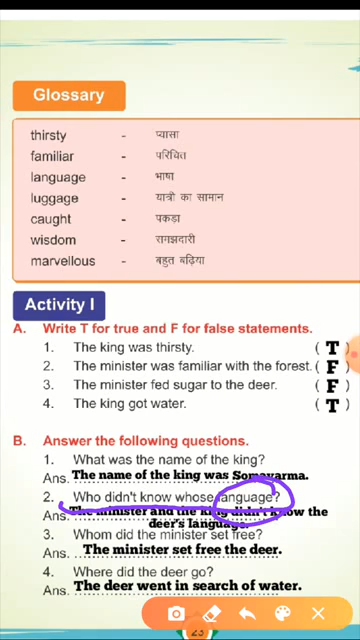 Glossary
thirsty - प्यासा
familiar - परिचित
language - भाषा
luggage - यात्री का सामान
caught - पकड़ा
wisdom - समझदारी
marvellous - बहुत बढ़िया
Activity I
A. Write T for true and F for false statements.
1. The king was thirsty. ( T )
2. The minister was familiar with the forest. ( F )
3. The minister fed sugar to the deer. ( F )
4. The king got water. ( T )
B. Answer the following questions.
1. What was the name of the king?
Ans. The name of the king was Somavarma.
2. Who didn't know whose language?
Ans. The minister and the king didn't know the
deer's language.
3. Whom did the minister set free?
Ans. The minister set free the deer.
4. Where did the deer go?
Ans. The deer went in search of water.
23